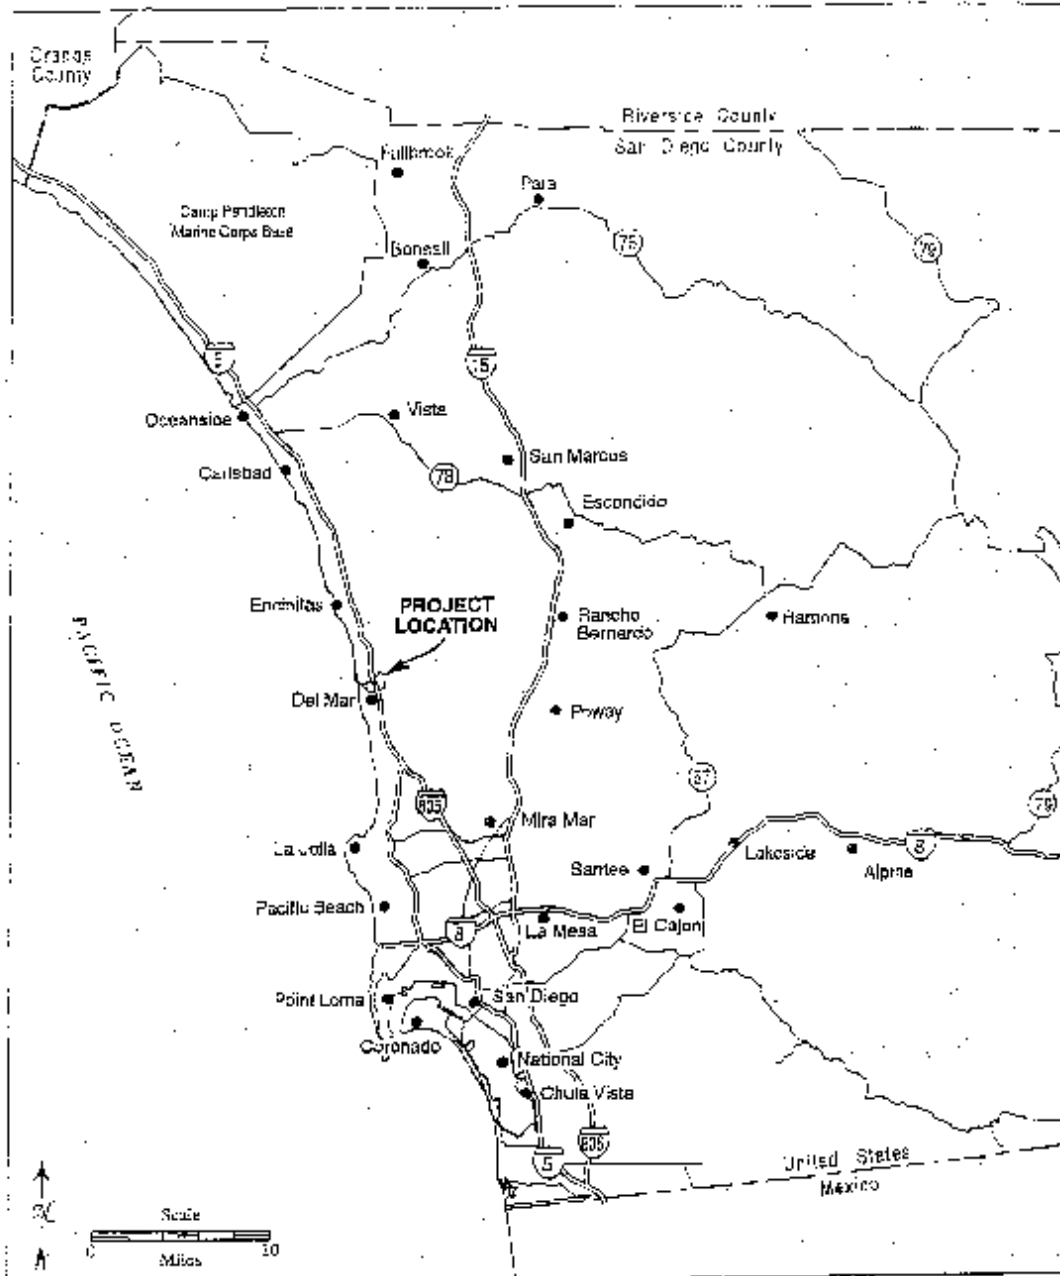 Orange
County
Riverside County
San Diego County
Fallbrook
Pala
Camp Pendleton
Marine Corps Base
Bonsall
76
79
5
15
Oceanside
Vista
Carlsbad
San Marcos
78
Escondido
Encinitas
PROJECT
LOCATION
Rancho
Bernardo
Ramona
PACIFIC OCEAN
Del Mar
Poway
67
79
805
Mira Mar
La Jolla
Santee
Lakeside
8
Alpine
Pacific Beach
8
La Mesa
El Cajon
Point Loma
San Diego
Coronado
National City
Chula Vista
805
5
United States
Mexico
Scale
0 10
Miles